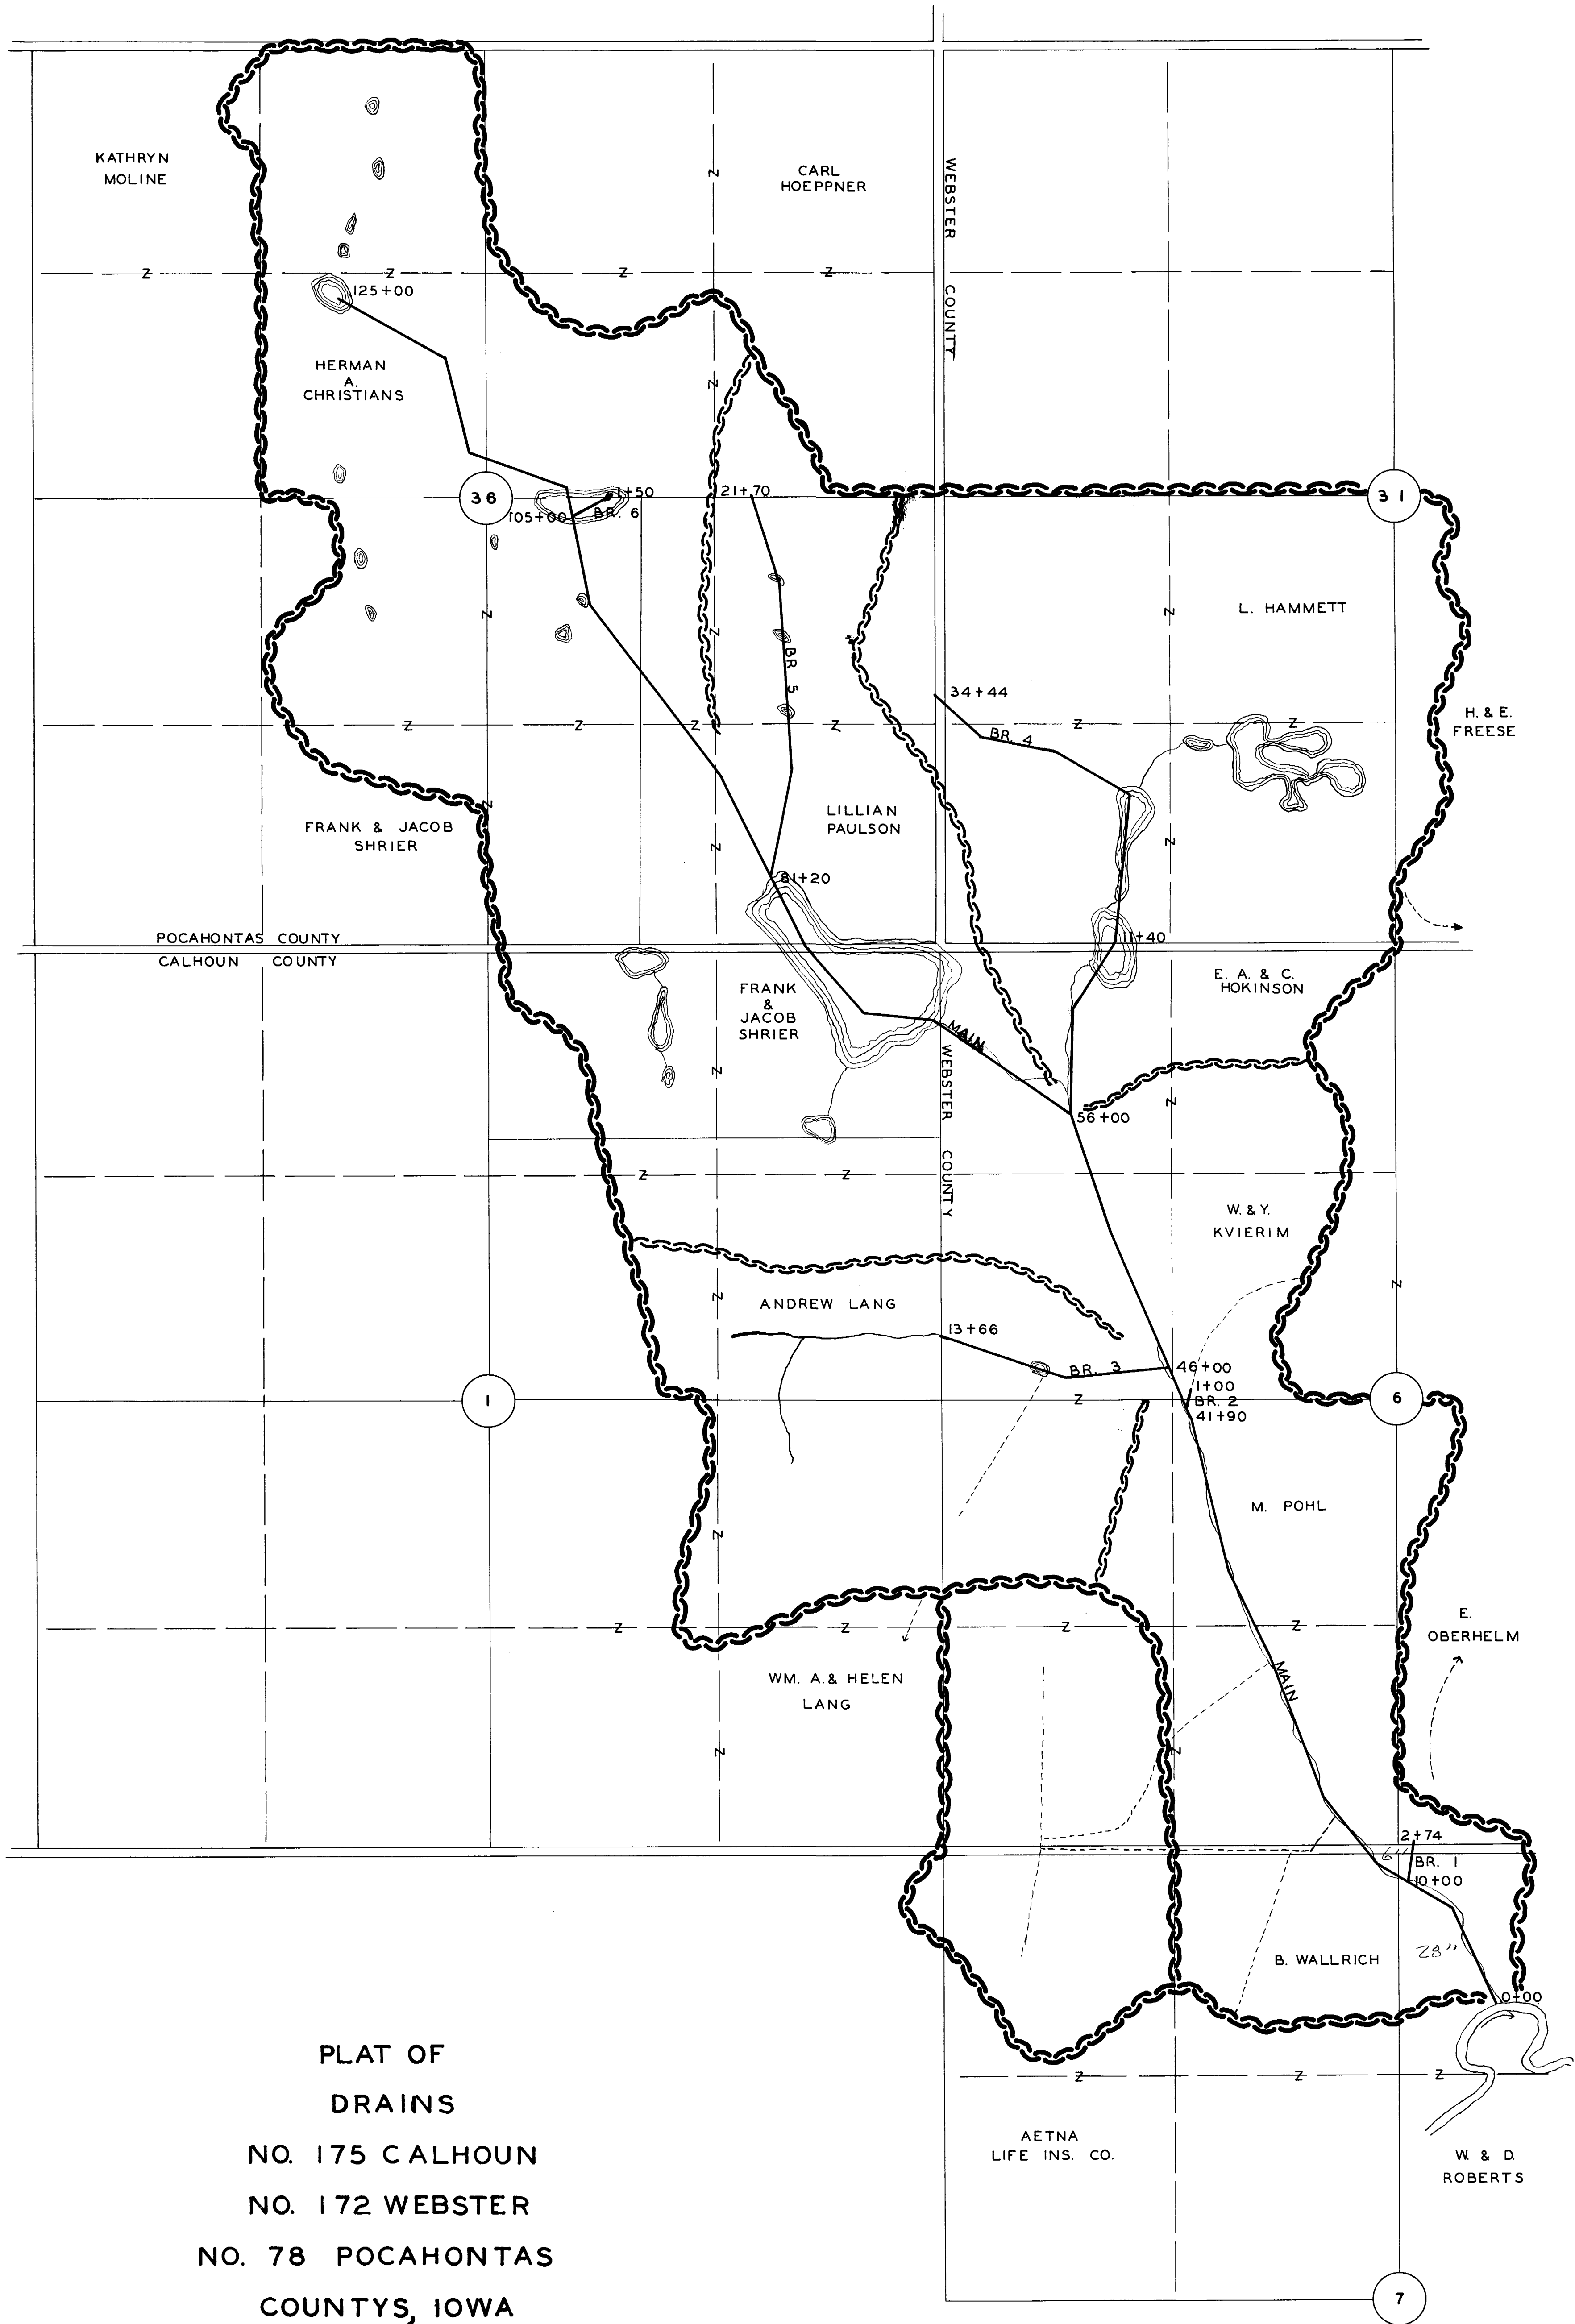 KATHRYN
MOLINE
CARL
HOEPPNER
WEBSTER COUNTY
125+00
HERMAN
A.
CHRISTIANS
36
1+50
105+00
BR. 6
21+70
31
BR. 5
L. HAMMETT
34+44
BR. 4
H. & E.
FREESE
FRANK & JACOB
SHRIER
LILLIAN
PAULSON
81+20
11+40
POCAHONTAS COUNTY
CALHOUN COUNTY
E. A. & C.
HOKINSON
FRANK
&
JACOB
SHRIER
MAIN
WEBSTER COUNTY
56+00
W. & Y.
KVIERIM
ANDREW LANG
13+66
BR. 3
46+00
1+00
BR. 2
41+90
1
6
M. POHL
E.
OBERHELM
WM. A. & HELEN
LANG
MAIN
2+74
6"
BR. 1
10+00
B. WALLRICH
28"
0+00
AETNA
LIFE INS. CO.
W. & D.
ROBERTS
7
PLAT OF
DRAINS
NO. 175 CALHOUN
NO. 172 WEBSTER
NO. 78 POCAHONTAS
COUNTYS, IOWA